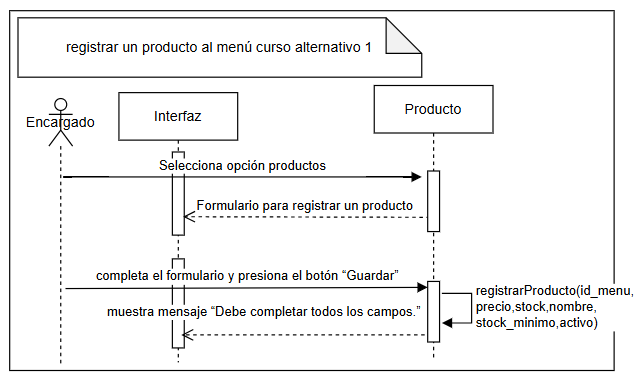 registrar un producto al menú curso alternativo 1
Encargado
Interfaz
Producto
Selecciona opción productos
Formulario para registrar un producto
completa el formulario y presiona el botón “Guardar”
muestra mensaje “Debe completar todos los campos.”
registrarProducto(id_menu,
precio,stock,nombre,
stock_minimo,activo)